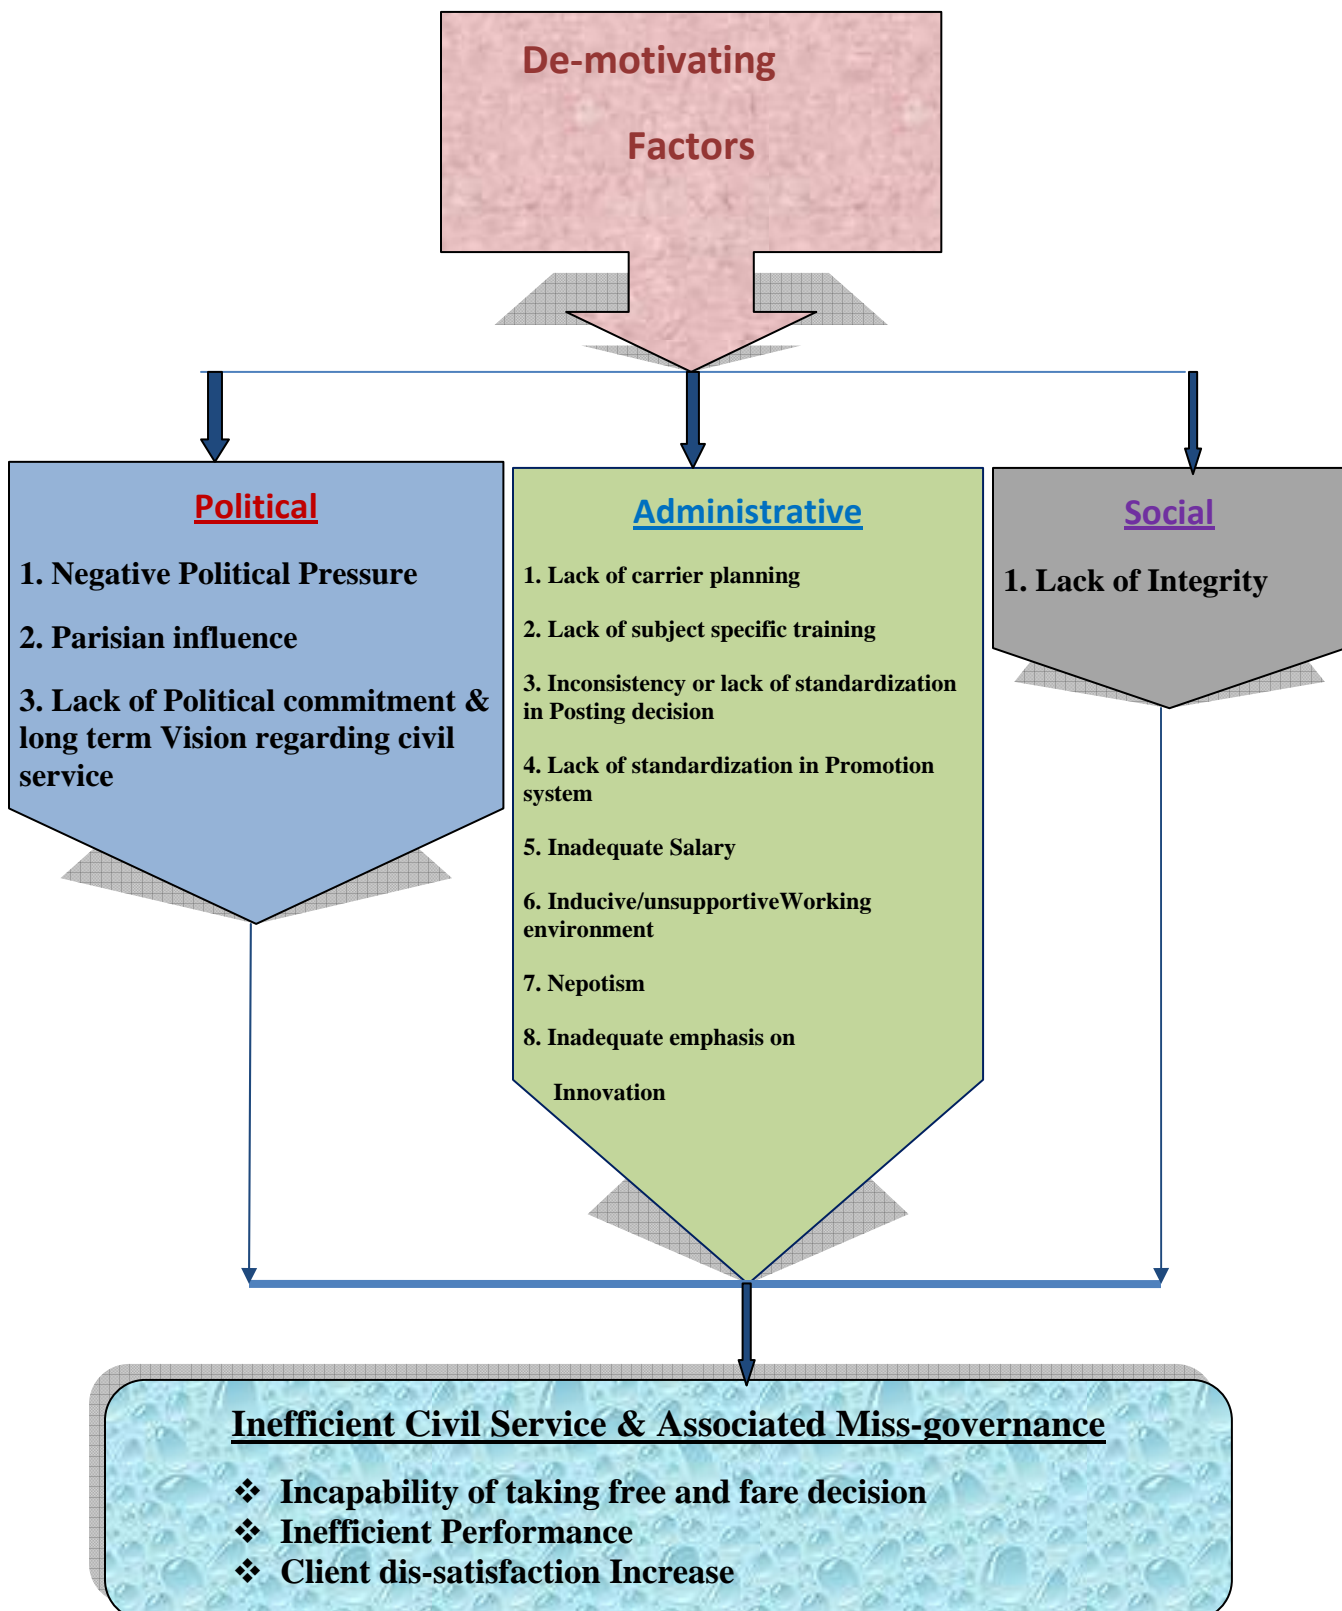 De-motivating
Factors
Political
1. Negative Political Pressure
2. Parisian influence
3. Lack of Political commitment &
long term Vision regarding civil
service
Administrative
1. Lack of carrier planning
2. Lack of subject specific training
3. Inconsistency or lack of standardization
in Posting decision
4. Lack of standardization in Promotion
system
5. Inadequate Salary
6. Inducive/unsupportiveWorking
environment
7. Nepotism
8. Inadequate emphasis on
Innovation
Social
1. Lack of Integrity
Inefficient Civil Service & Associated Miss-governance
❖ Incapability of taking free and fare decision
❖ Inefficient Performance
❖ Client dis-satisfaction Increase